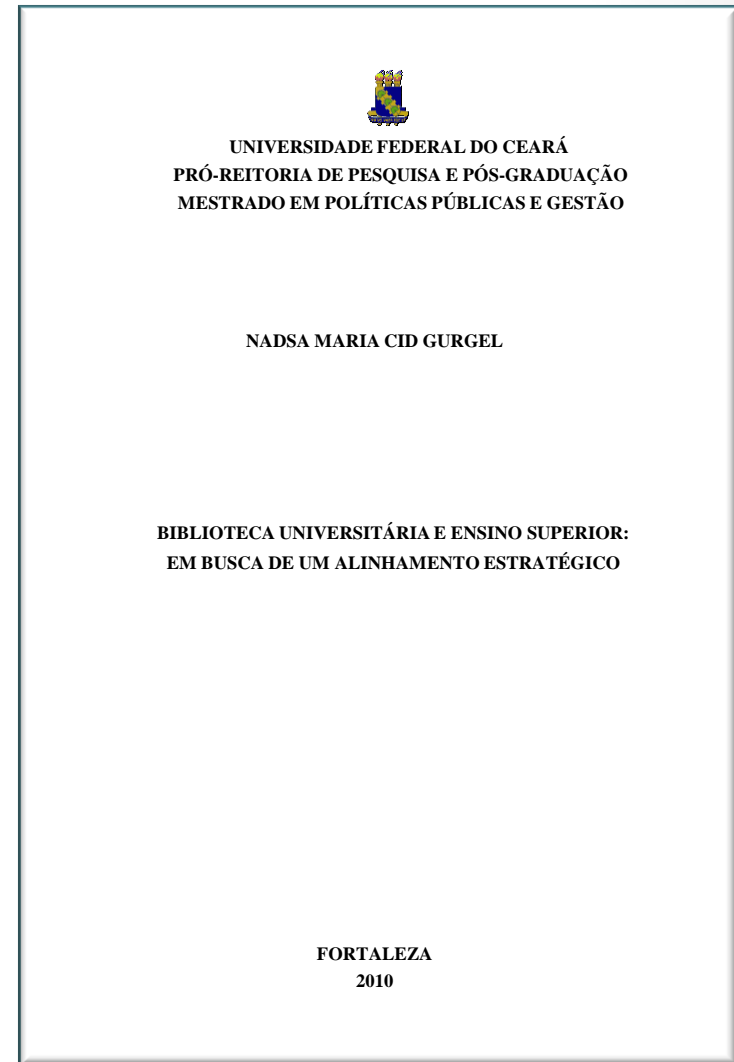 UNIVERSIDADE FEDERAL DO CEARÁ
PRÓ-REITORIA DE PESQUISA E PÓS-GRADUAÇÃO
MESTRADO EM POLÍTICAS PÚBLICAS E GESTÃO
NADSA MARIA CID GURGEL
BIBLIOTECA UNIVERSITÁRIA E ENSINO SUPERIOR:
EM BUSCA DE UM ALINHAMENTO ESTRATÉGICO
FORTALEZA
2010